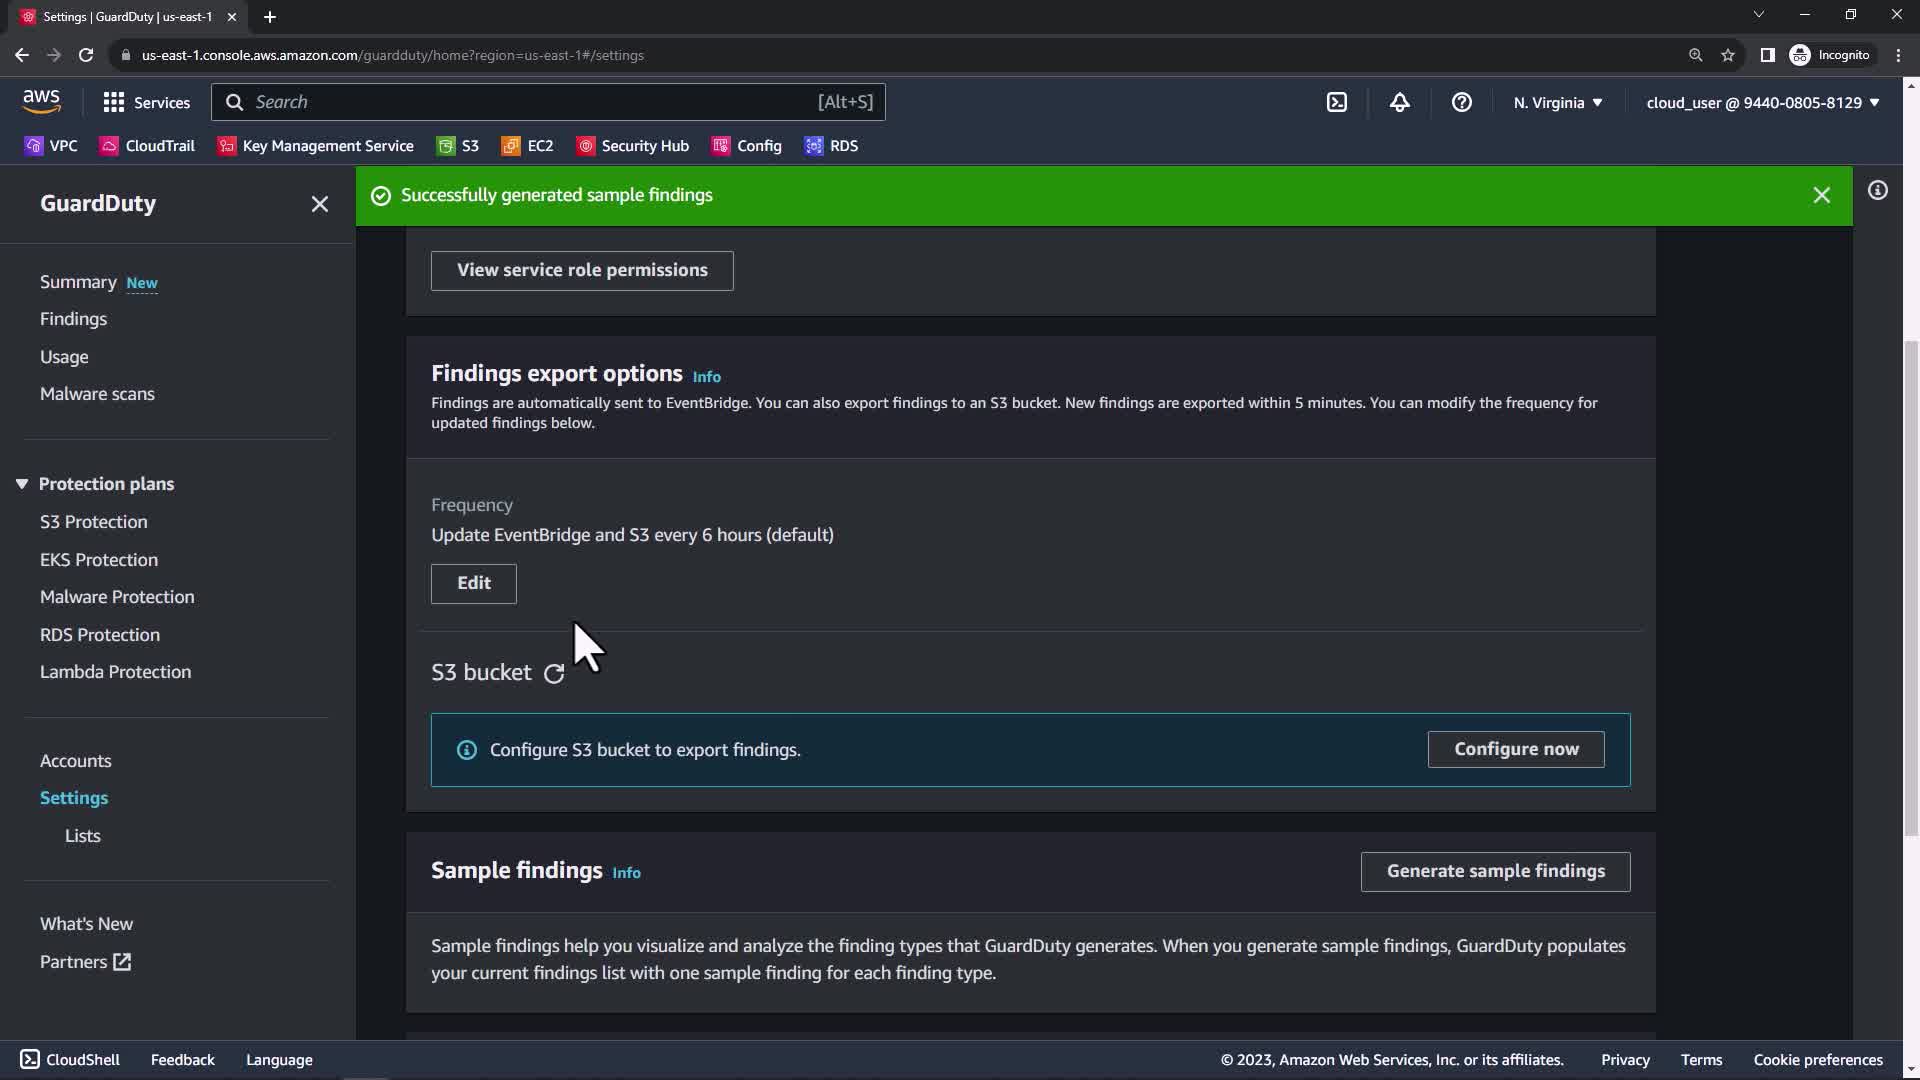 Settings | GuardDuty | us-east-1
us-east-1.console.aws.amazon.com/guardduty/home?region=us-east-1#/settings
Incognito
aws
Services
Search
[Alt+S]
N. Virginia
cloud_user @ 9440-0805-8129
VPC
CloudTrail
Key Management Service
S3
EC2
Security Hub
Config
RDS
GuardDuty
Successfully generated sample findings
Summary New
Findings
Usage
Malware scans
Protection plans
S3 Protection
EKS Protection
Malware Protection
RDS Protection
Lambda Protection
Accounts
Settings
Lists
What's New
Partners
View service role permissions
Findings export options Info
Findings are automatically sent to EventBridge. You can also export findings to an S3 bucket. New findings are exported within 5 minutes. You can modify the frequency for
updated findings below.
Frequency
Update EventBridge and S3 every 6 hours (default)
Edit
S3 bucket
Configure S3 bucket to export findings.
Configure now
Sample findings Info
Generate sample findings
Sample findings help you visualize and analyze the finding types that GuardDuty generates. When you generate sample findings, GuardDuty populates
your current findings list with one sample finding for each finding type.
CloudShell
Feedback
Language
© 2023, Amazon Web Services, Inc. or its affiliates.
Privacy
Terms
Cookie preferences